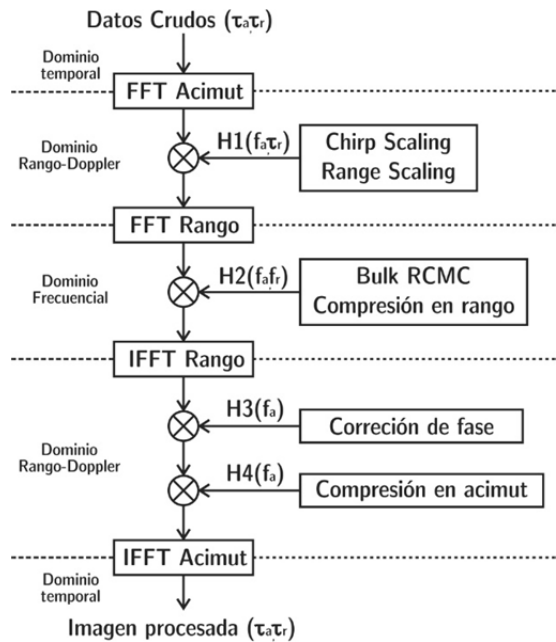 Datos Crudos (τₐ,τᵣ)
Dominio
temporal
FFT Acimut
Dominio
Rango-Doppler
H1(fₐ,τᵣ)
Chirp Scaling
Range Scaling
FFT Rango
Dominio
Frecuencial
H2(fₐ,fᵣ)
Bulk RCMC
Compresión en rango
IFFT Rango
H3(fₐ)
Correción de fase
Dominio
Rango-Doppler
H4(fₐ)
Compresión en acimut
IFFT Acimut
Dominio
temporal
Imagen procesada (τₐ,τᵣ)